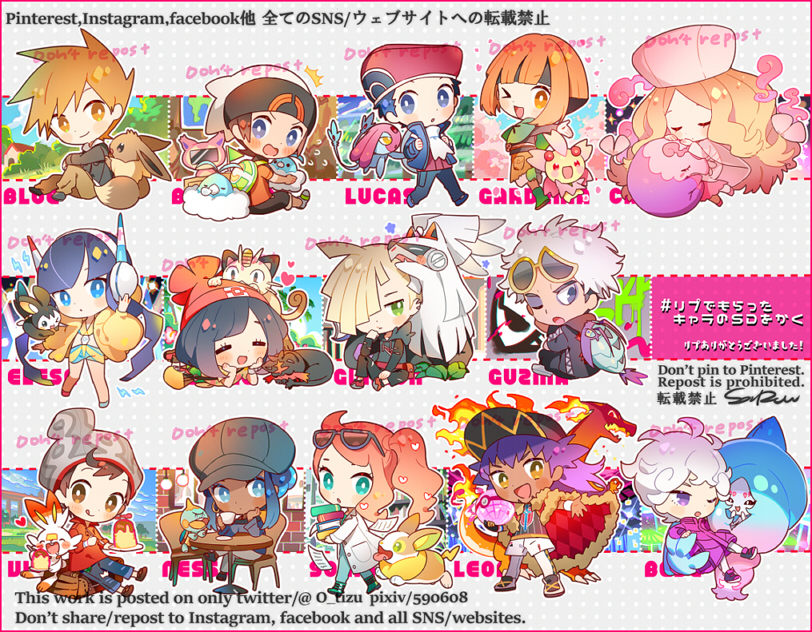 Pinterest,Instagram,facebook他 全てのSNS/ウェブサイトへの転載禁止
Don't repost
Don't repost
Don't repost
Don't repost
Don't repost
LUCAS
Don't repost
GUZMA
#リプでもらった
キャラのSDをかく
リプありがとうございました!
Don't pin to Pinterest.
Repost is prohibited.
転載禁止
Don't repost
Don't repost
Don't repost
Don't repost
Don't repost
NESSA
This work is posted on only twitter/@ O_tizu pixiv/590608
Don't share/repost to Instagram, facebook and all SNS/websites.